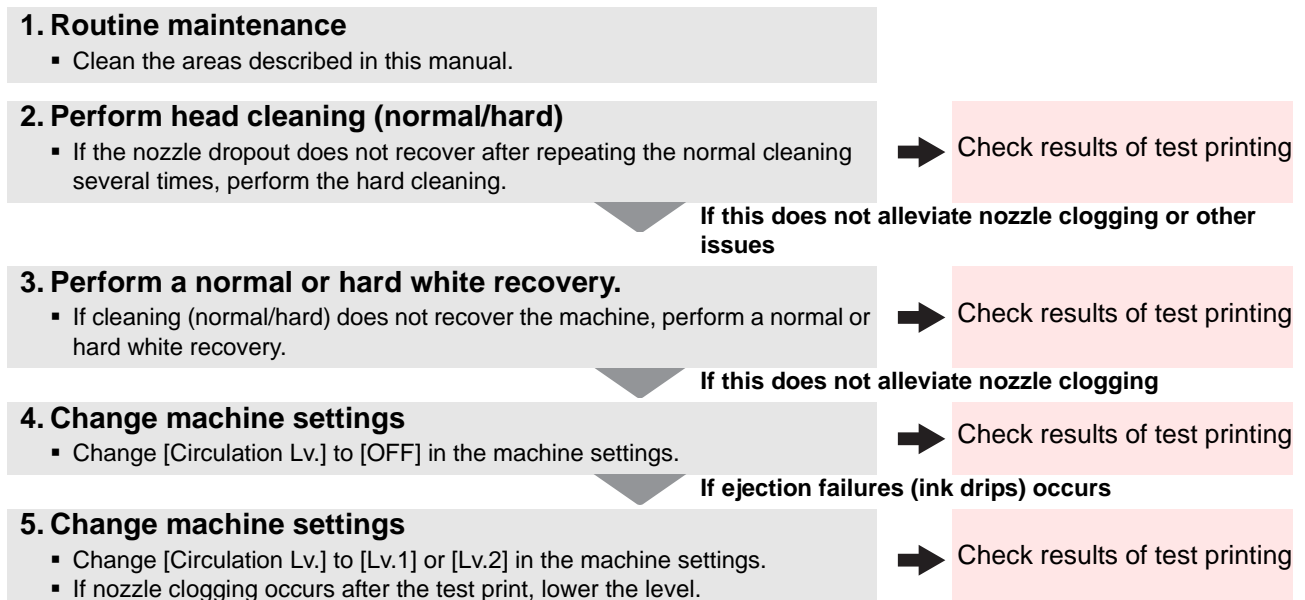 1. Routine maintenance
▪ Clean the areas described in this manual.
2. Perform head cleaning (normal/hard)
▪ If the nozzle dropout does not recover after repeating the normal cleaning
several times, perform the hard cleaning.
Check results of test printing
If this does not alleviate nozzle clogging or other
issues
3. Perform a normal or hard white recovery.
▪ If cleaning (normal/hard) does not recover the machine, perform a normal or
hard white recovery.
Check results of test printing
If this does not alleviate nozzle clogging
4. Change machine settings
▪ Change [Circulation Lv.] to [OFF] in the machine settings.
Check results of test printing
If ejection failures (ink drips) occurs
5. Change machine settings
▪ Change [Circulation Lv.] to [Lv.1] or [Lv.2] in the machine settings.
▪ If nozzle clogging occurs after the test print, lower the level.
Check results of test printing